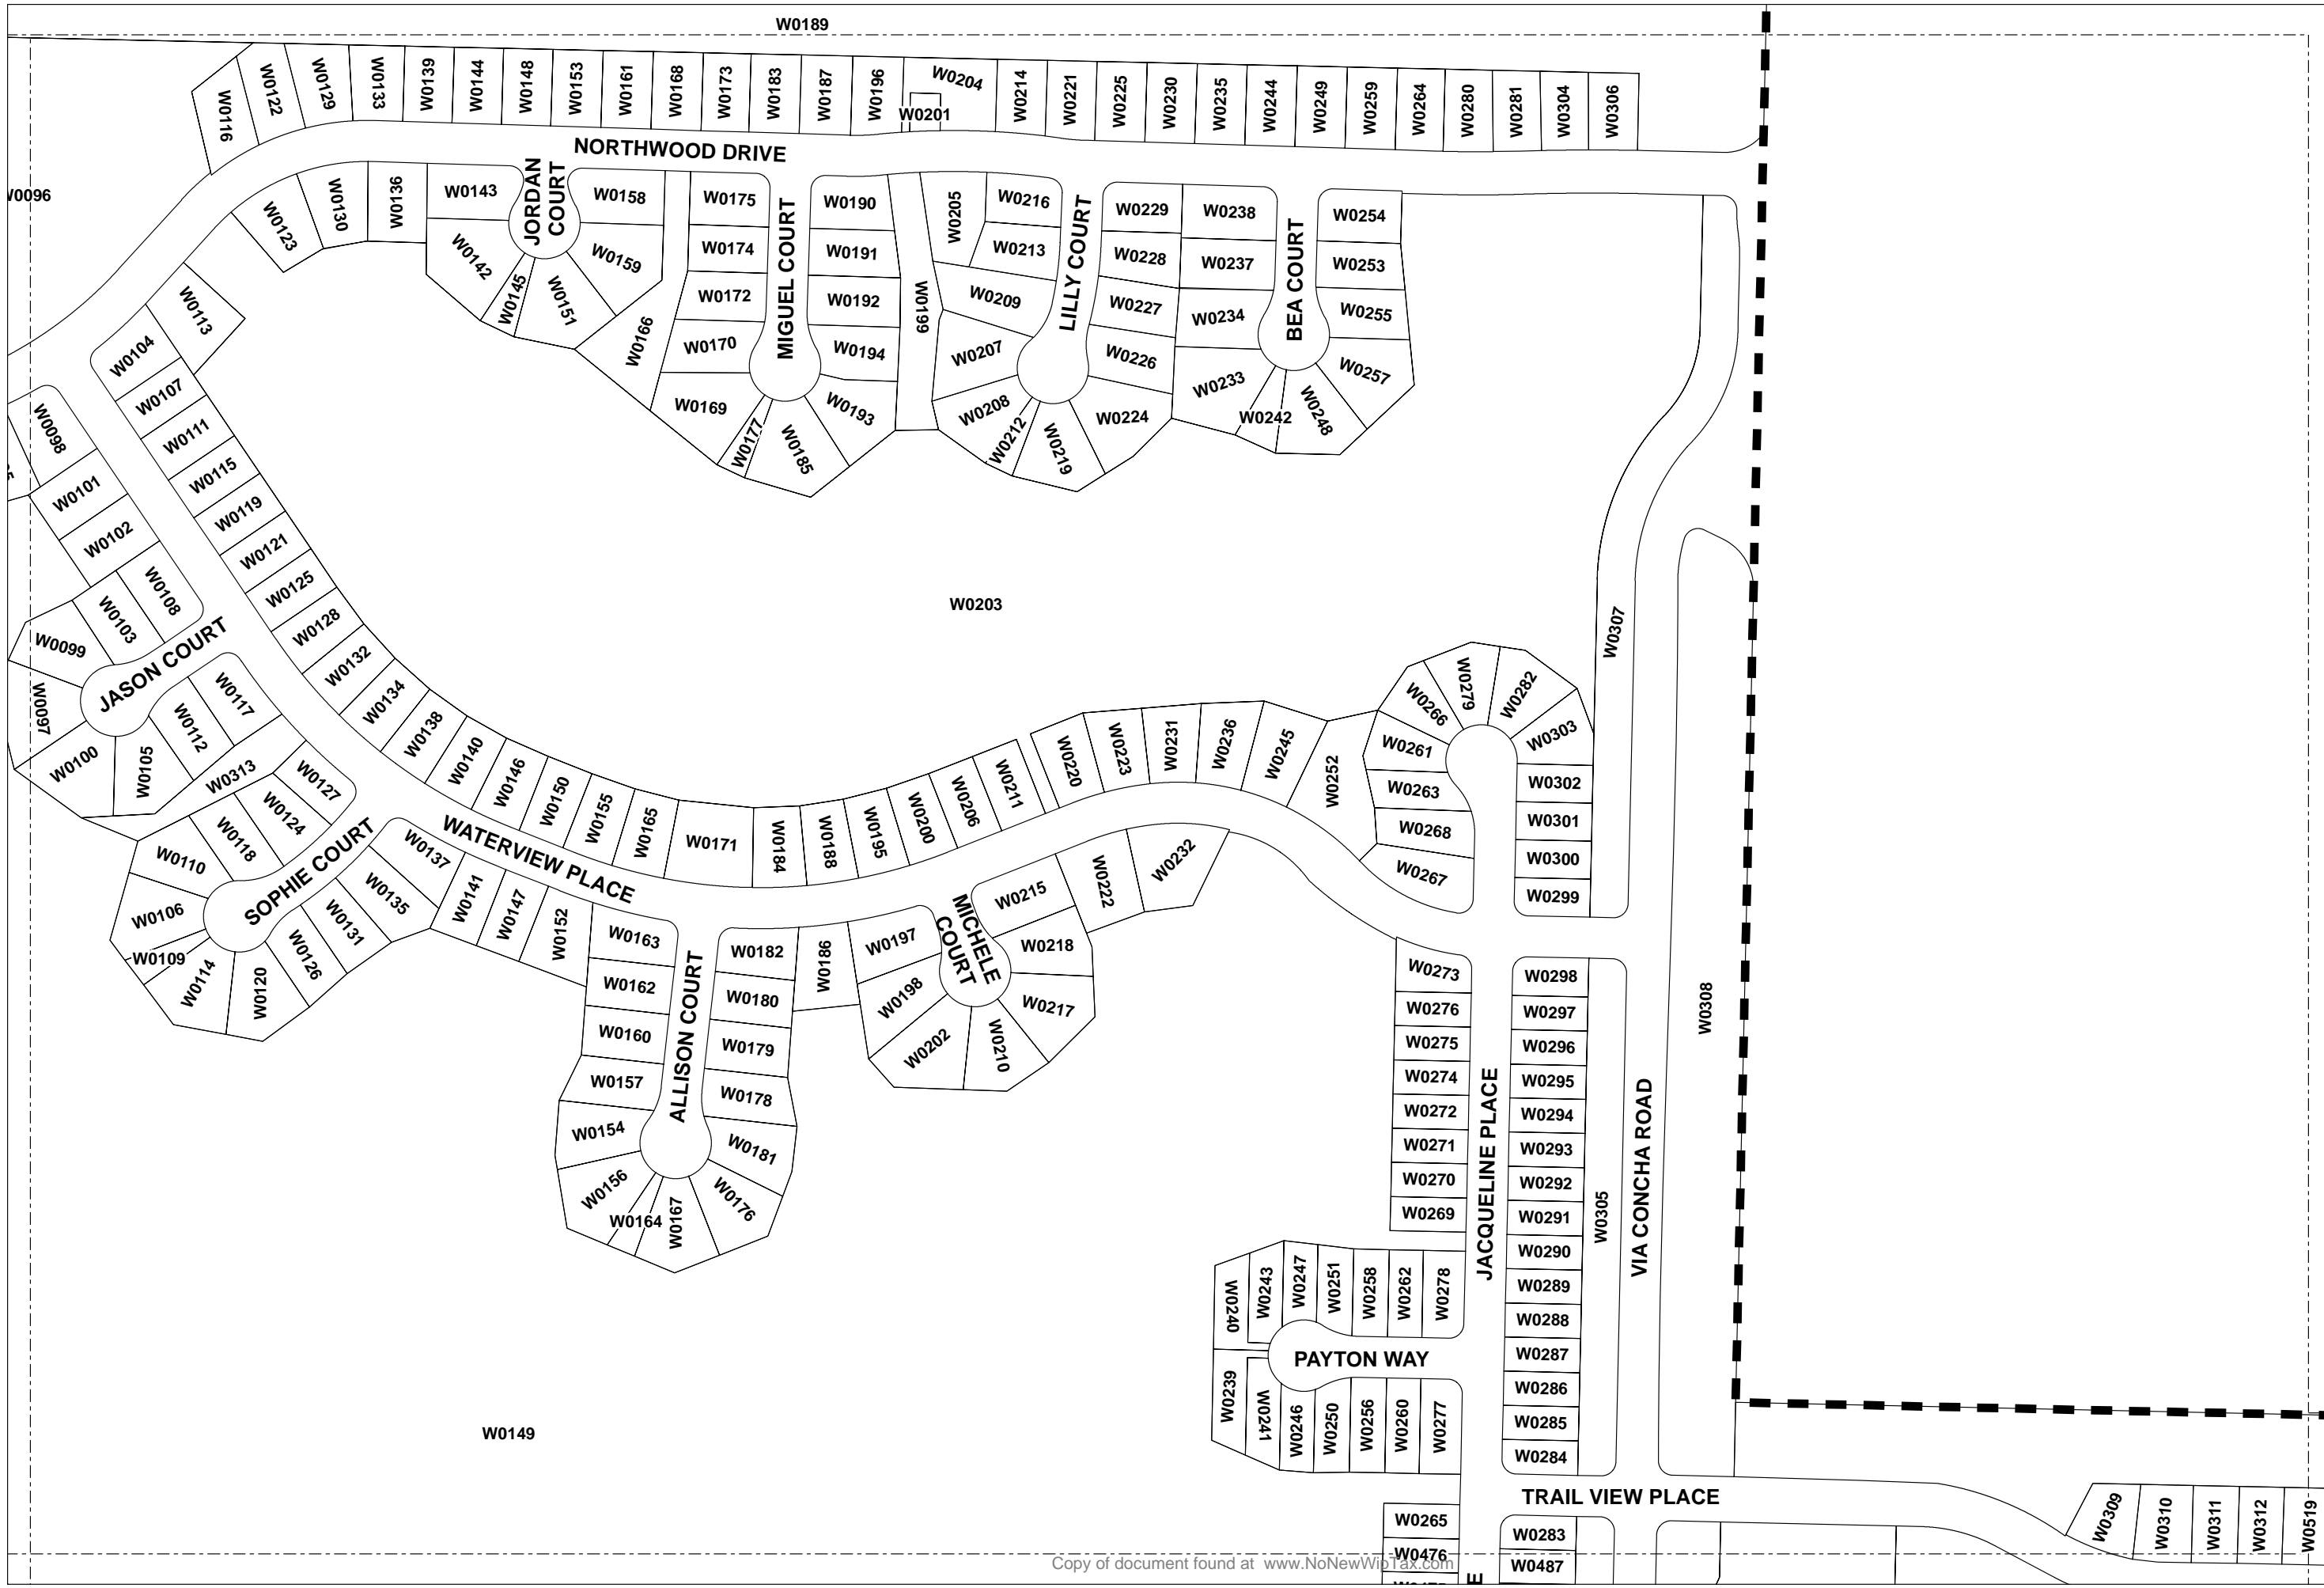 W0189
W0116
W0122
W0129
W0133
W0139
W0144
W0148
W0153
W0161
W0168
W0173
W0183
W0187
W0196
W0204
W0201
W0214
W0221
W0225
W0230
W0235
W0244
W0249
W0259
W0264
W0280
W0281
W0304
W0306
NORTHWOOD DRIVE
W0096
W0123
W0130
W0136
W0143
W0142
W0145
W0151
JORDAN
COURT
W0158
W0159
W0166
W0175
W0174
W0172
W0170
W0169
W0177
W0185
MIGUEL COURT
W0190
W0191
W0192
W0194
W0193
W0199
W0205
W0216
W0213
W0209
W0207
W0208
W0212
W0219
LILLY COURT
W0229
W0228
W0227
W0226
W0224
W0238
W0237
W0234
W0233
W0242
W0248
BEA COURT
W0254
W0253
W0255
W0257
W0113
W0104
W0107
W0111
W0115
W0119
W0121
W0125
W0128
W0132
W0134
W0138
W0140
W0146
W0150
W0155
W0165
W0171
W0184
W0188
W0195
W0200
W0206
W0211
W0220
W0223
W0231
W0236
W0245
W0252
W0203
W0098
W0101
W0102
W0108
W0103
W0099
W0097
W0100
W0105
W0112
W0117
JASON COURT
W0313
W0127
W0124
W0118
W0110
W0106
W0109
W0114
W0120
W0126
W0131
W0135
W0137
SOPHIE COURT
WATERVIEW PLACE
W0141
W0147
W0152
W0163
W0162
W0160
W0157
W0154
W0156
W0164
W0167
W0176
W0181
W0178
W0179
W0180
W0182
ALLISON COURT
W0186
W0197
W0198
W0202
W0210
W0217
W0218
W0215
MICHELE
COURT
W0222
W0232
W0261
W0263
W0268
W0267
W0266
W0279
W0282
W0303
W0302
W0301
W0300
W0299
W0307
W0308
W0273
W0276
W0275
W0274
W0272
W0271
W0270
W0269
JACQUELINE PLACE
W0298
W0297
W0296
W0295
W0294
W0293
W0292
W0291
W0290
W0289
W0288
W0287
W0286
W0285
W0284
W0305
VIA CONCHA ROAD
W0240
W0243
W0247
W0251
W0258
W0262
W0278
PAYTON WAY
W0239
W0241
W0246
W0250
W0256
W0260
W0277
W0149
TRAIL VIEW PLACE
W0265
W0476
W0283
W0487
W0309
W0310
W0311
W0312
W0519
E
Copy of document found at www.NoNewWipTax.com